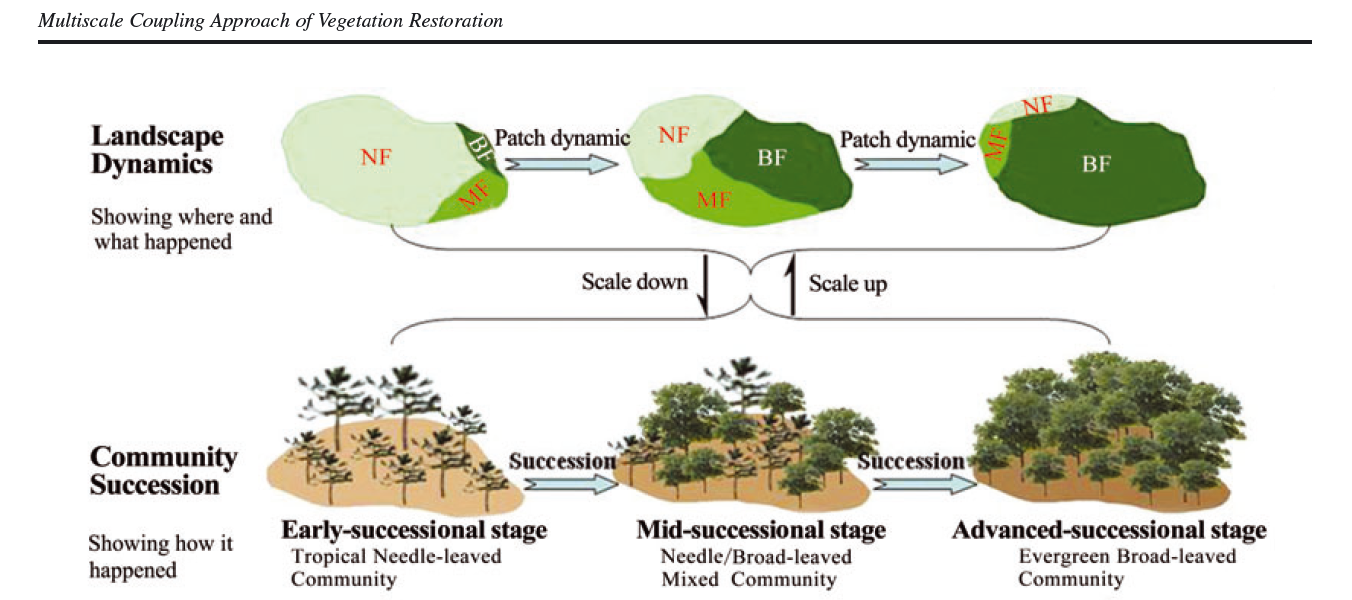 Multiscale Coupling Approach of Vegetation Restoration
Landscape
Dynamics
Showing where and
what happened
NF
BF
MF
Patch dynamic
NF
BF
MF
Patch dynamic
NF
MF
BF
Scale down
Scale up
Community
Succession
Showing how it
happened
Succession
Succession
Early-successional stage
Tropical Needle-leaved
Community
Mid-successional stage
Needle/Broad-leaved
Mixed Community
Advanced-successional stage
Evergreen Broad-leaved
Community